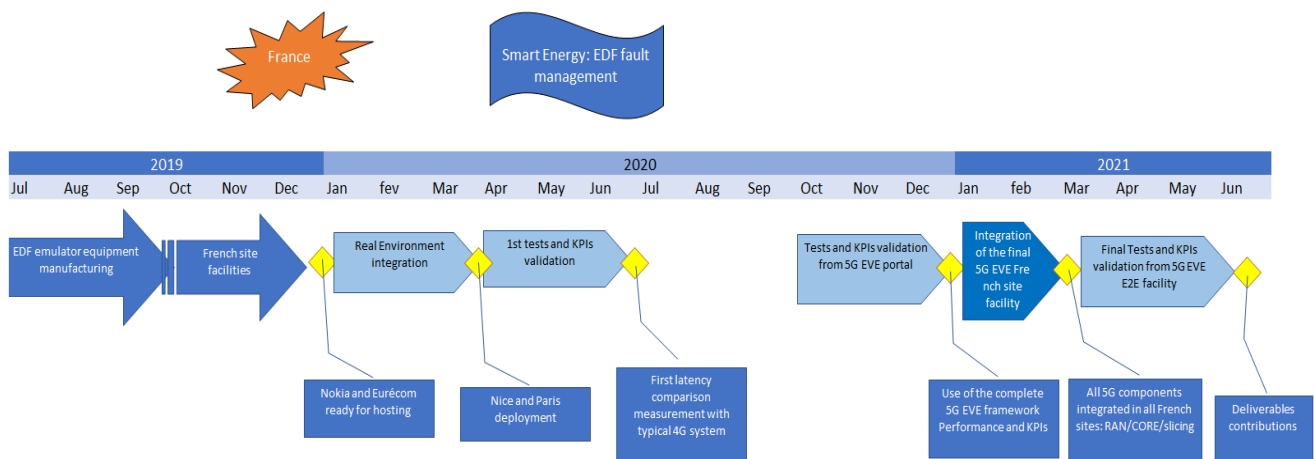 France
Smart Energy: EDF fault
management
2019
2020
2021
Jul Aug Sep Oct Nov Dec Jan fev Mar Apr May Jun Jul Aug Sep Oct Nov Dec Jan feb Mar Apr May Jun
EDF emulator equipment
manufacturing
French site
facilities
Real Environment
integration
1st tests and KPIs
validation
Tests and KPIs validation
from 5G EVE portal
Integration
of the final
5G EVE Fre
nch site
facility
Final Tests and KPIs
validation from 5G EVE
E2E facility
Nokia and Eurécom
ready for hosting
Nice and Paris
deployment
First latency
comparison
measurement with
typical 4G system
Use of the complete
5G EVE framework
Performance and KPIs
All 5G components
integrated in all French
sites: RAN/CORE/slicing
Deliverables
contributions